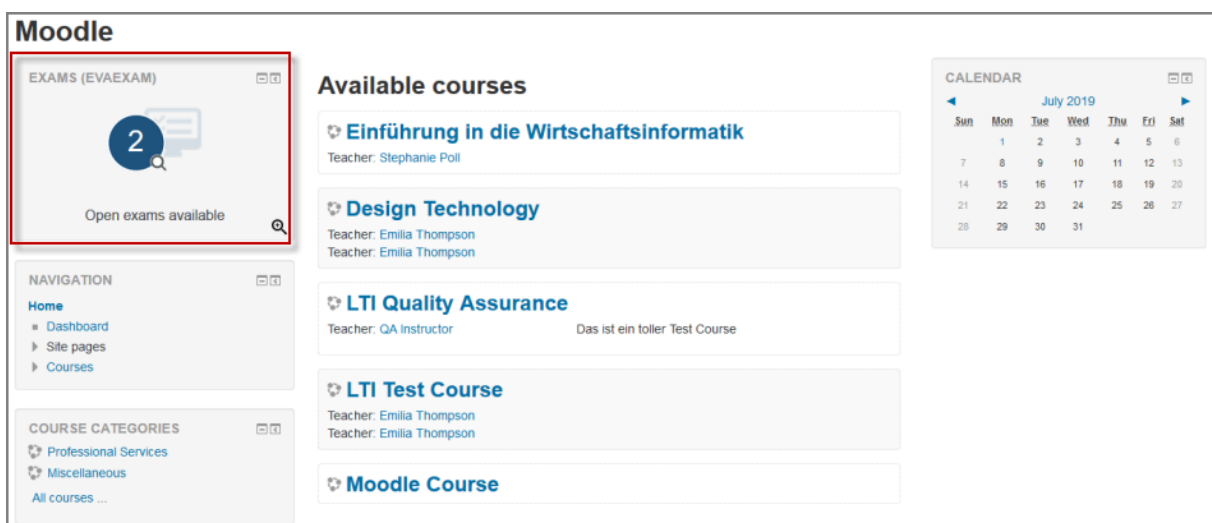 Moodle
EXAMS (EVAEXAM)
2
Open exams available
NAVIGATION
Home
Dashboard
Site pages
Courses
COURSE CATEGORIES
Professional Services
Miscellaneous
All courses ...
Available courses
Einführung in die Wirtschaftsinformatik
Teacher: Stephanie Poll
Design Technology
Teacher: Emilia Thompson
Teacher: Emilia Thompson
LTI Quality Assurance
Teacher: QA Instructor Das ist ein toller Test Course
LTI Test Course
Teacher: Emilia Thompson
Teacher: Emilia Thompson
Moodle Course
CALENDAR
July 2019
Sun Mon Tue Wed Thu Fri Sat
1 2 3 4 5 6
7 8 9 10 11 12 13
14 15 16 17 18 19 20
21 22 23 24 25 26 27
28 29 30 31